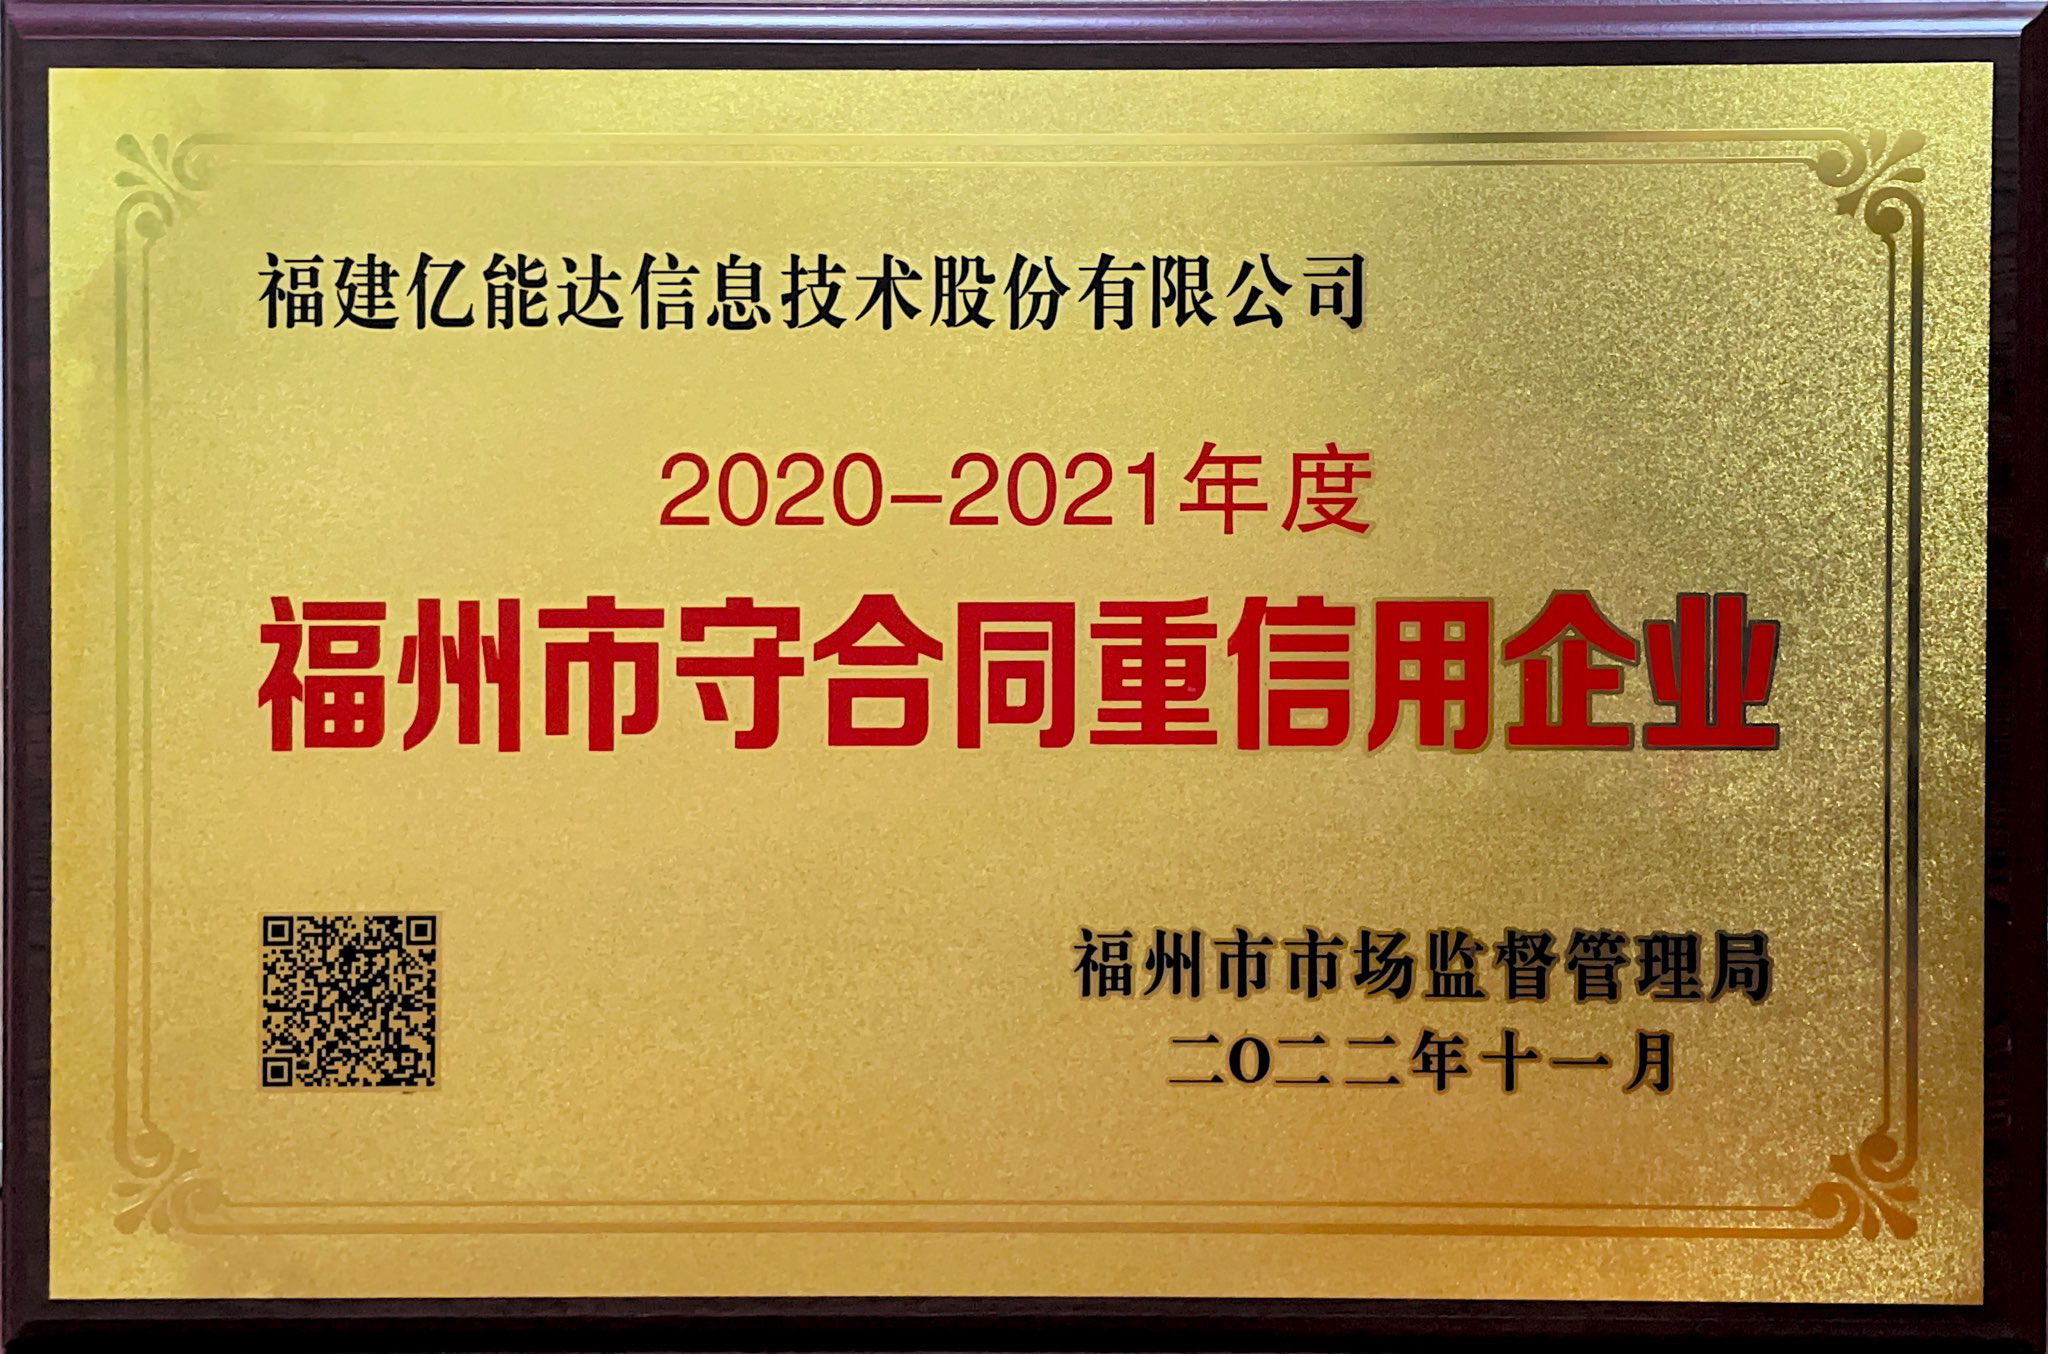 福建亿能达信息技术股份有限公司
2020-2021年度
福州市守合同重信用企业
福州市市场监督管理局
二O二二年十一月